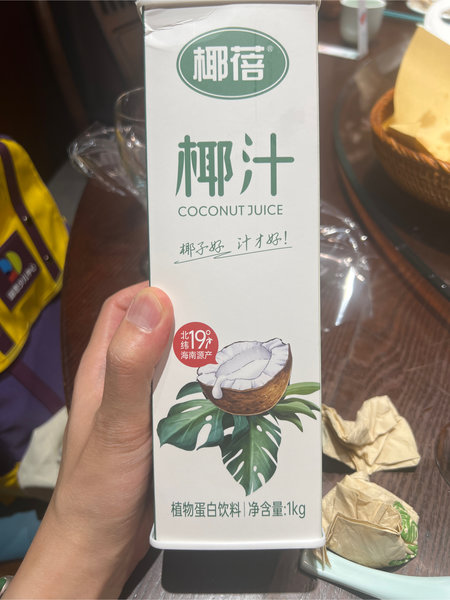 椰蓓®
椰汁
COCONUT JUICE
椰子好 汁才好!
北纬19°
海南源产
植物蛋白饮料|净含量:1kg